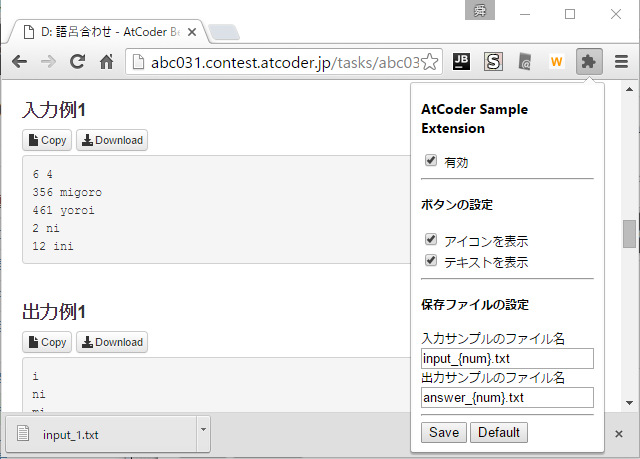 舜
D: 語呂合わせ - AtCoder Be
abc031.contest.atcoder.jp/tasks/abc03
JB
S
@
W
入力例1
Copy
Download
6 4
356 migoro
461 yoroi
2 ni
12 ini
出力例1
Copy
Download
i
ni
mi
input_1.txt
AtCoder Sample
Extension
有効
ボタンの設定
アイコンを表示
テキストを表示
保存ファイルの設定
入力サンプルのファイル名
input_{num}.txt
出力サンプルのファイル名
answer_{num}.txt
Save
Default